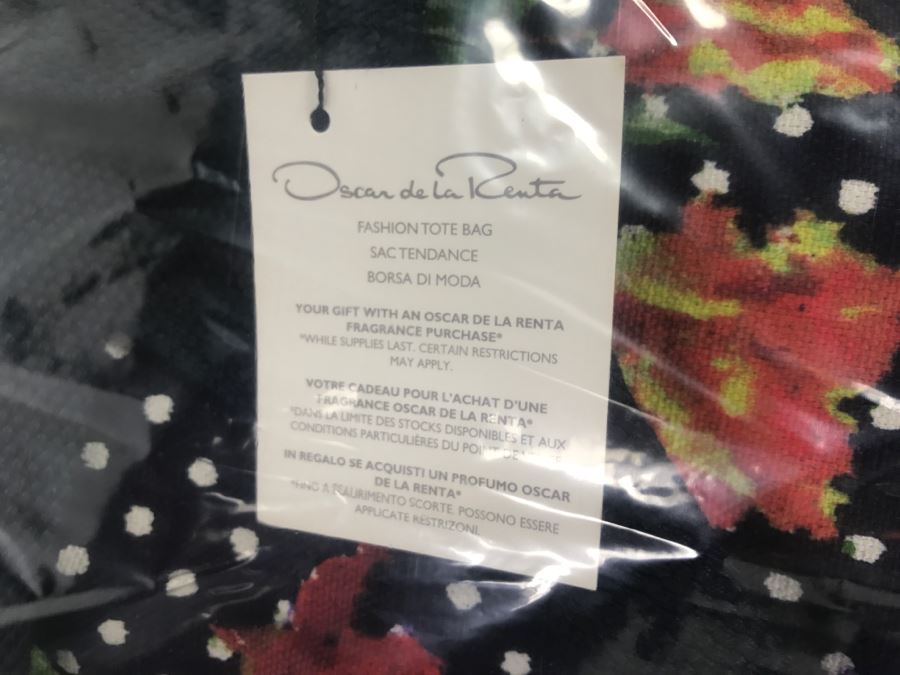 Oscar de la Renta
FASHION TOTE BAG
SAC TENDANCE
BORSA DI MODA
YOUR GIFT WITH AN OSCAR DE LA RENTA
FRAGRANCE PURCHASE*
*WHILE SUPPLIES LAST. CERTAIN RESTRICTIONS
MAY APPLY.
VOTRE CADEAU POUR L'ACHAT D'UNE
FRAGRANCE OSCAR DE LA RENTA*
*DANS LA LIMITE DES STOCKS DISPONIBLES ET AUX
CONDITIONS PARTICULIÈRES DU POINT DE
IN REGALO SE ACQUISTI UN PROFUMO OSCAR
DE LA RENTA*
*FINO A ESAURIMENTO SCORTE. POSSONO ESSERE
APPLICATE RESTRIZONI.